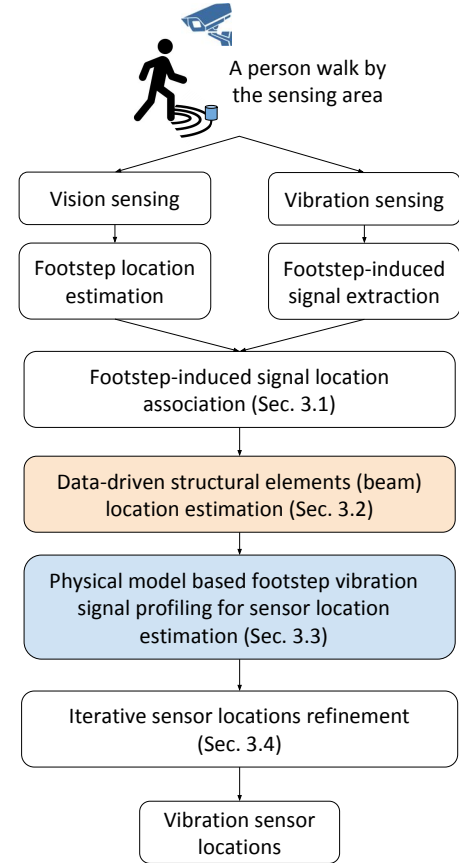 A person walk by
the sensing area
Vision sensing
Vibration sensing
Footstep location
estimation
Footstep-induced
signal extraction
Footstep-induced signal location
association (Sec. 3.1)
Data-driven structural elements (beam)
location estimation (Sec. 3.2)
Physical model based footstep vibration
signal profiling for sensor location
estimation (Sec. 3.3)
Iterative sensor locations refinement
(Sec. 3.4)
Vibration sensor
locations